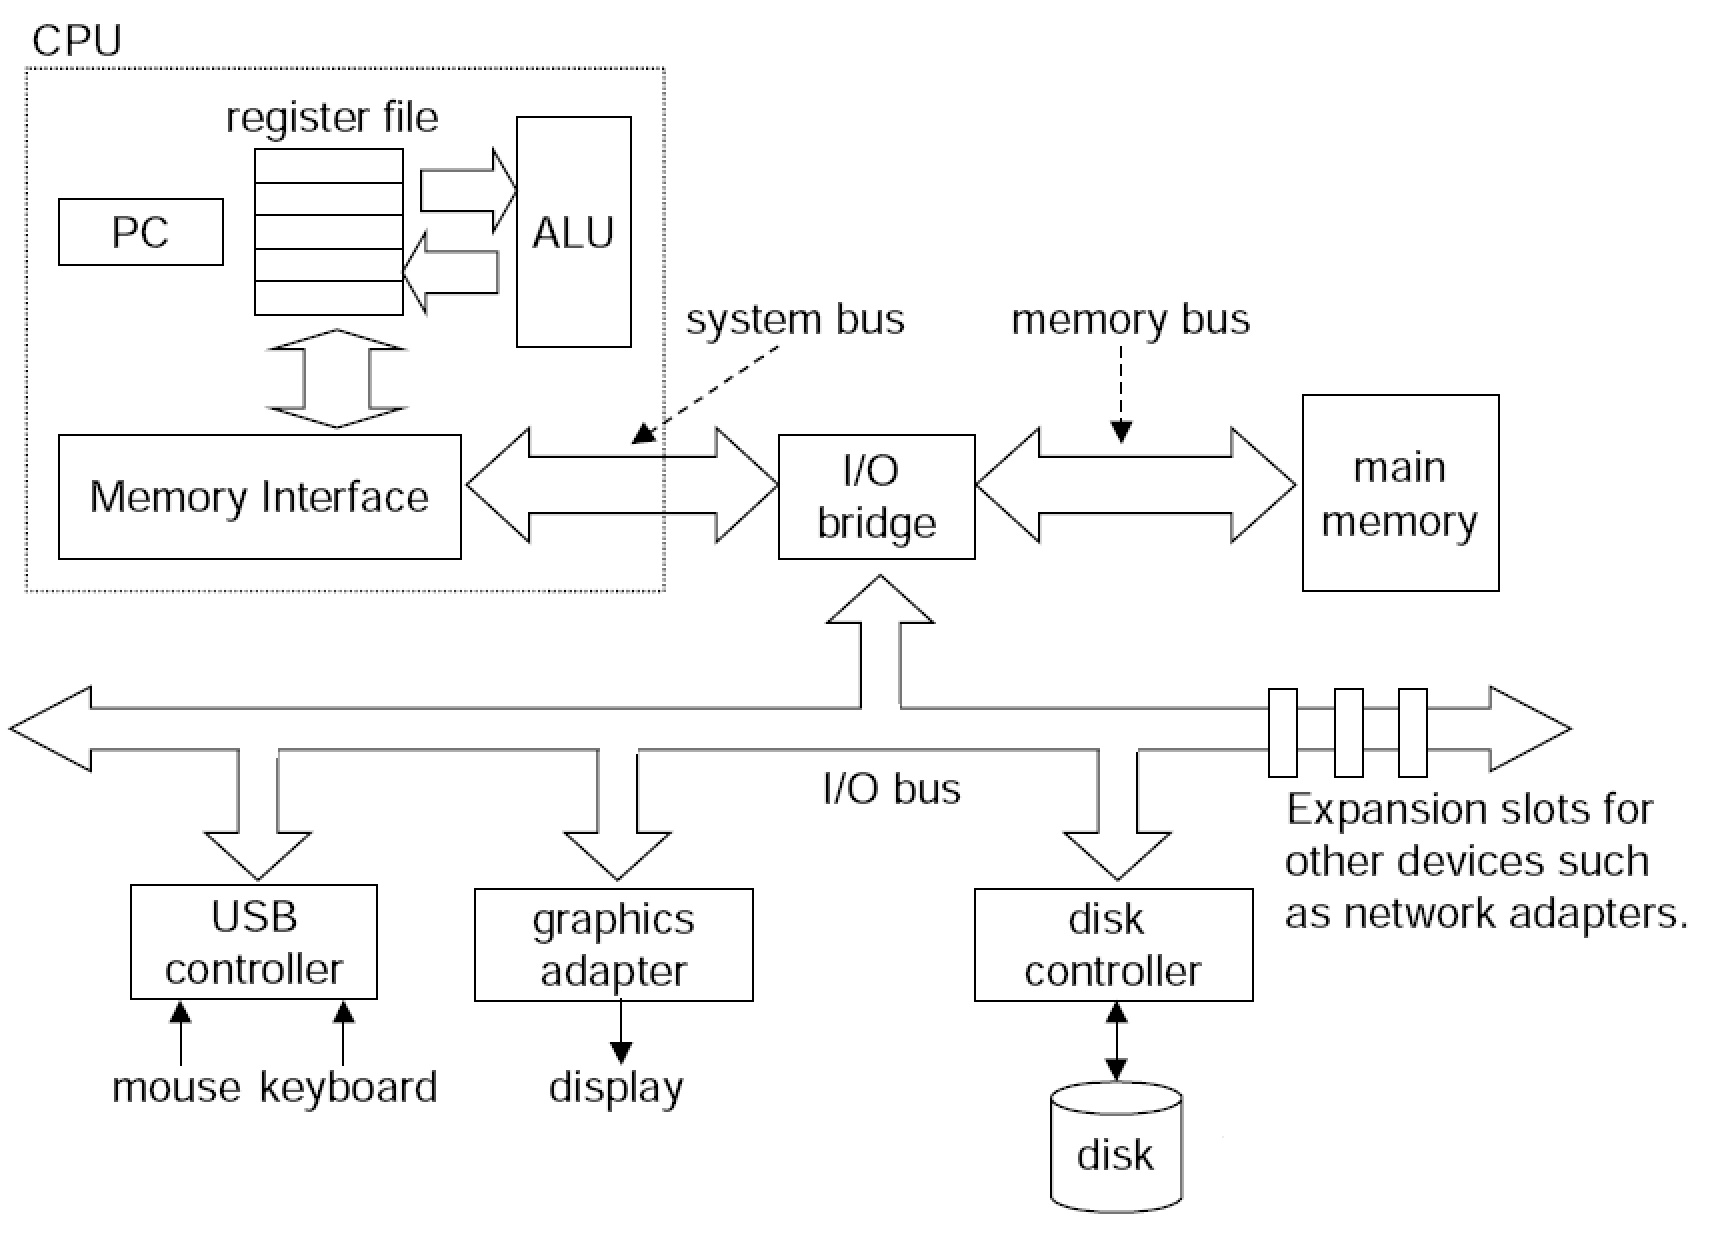 CPU
register file
PC
ALU
system bus
memory bus
Memory Interface
I/O
bridge
main
memory
I/O bus
Expansion slots for
other devices such
as network adapters.
USB
controller
graphics
adapter
disk
controller
mouse
keyboard
display
disk